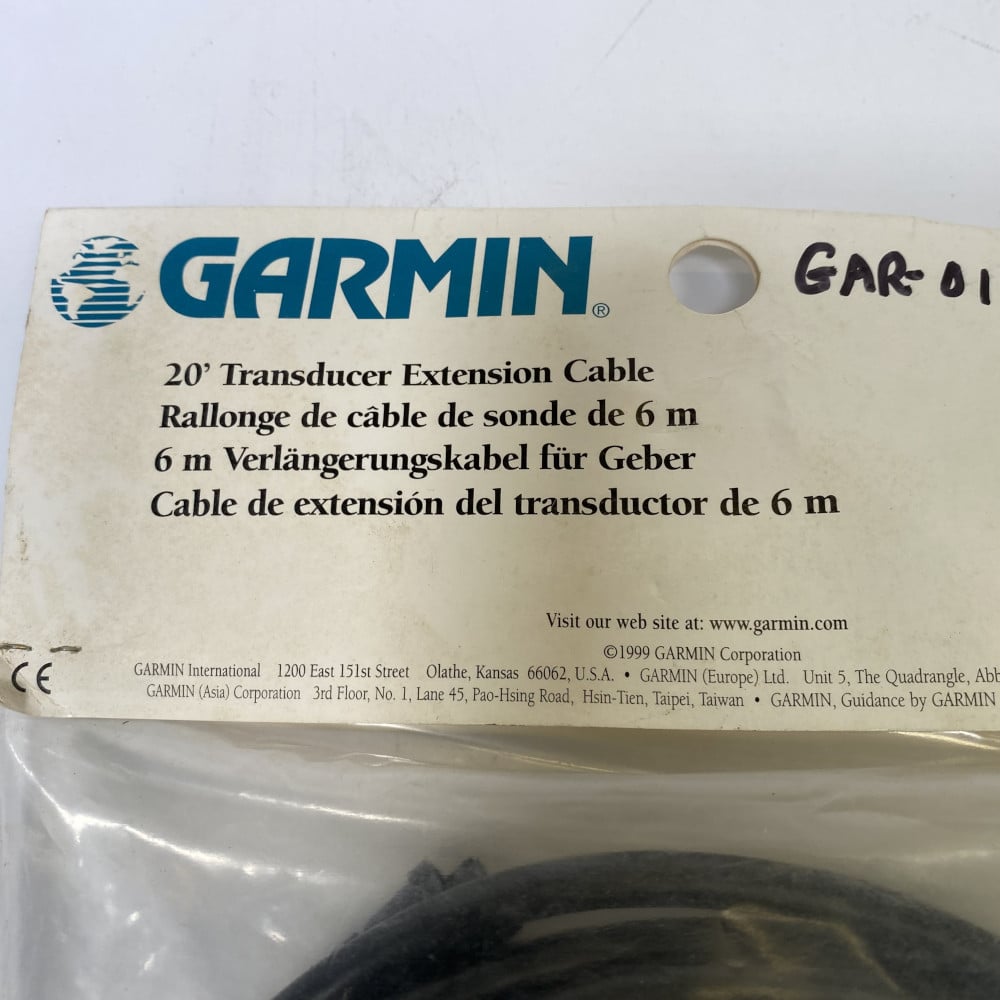 GARMIN®
GAR-01
20' Transducer Extension Cable
Rallonge de câble de sonde de 6 m
6 m Verlängerungskabel für Geber
Cable de extensión del transductor de 6 m
Visit our web site at: www.garmin.com
©1999 GARMIN Corporation
CE
GARMIN International 1200 East 151st Street Olathe, Kansas 66062, U.S.A. • GARMIN (Europe) Ltd. Unit 5, The Quadrangle, Abb
GARMIN (Asia) Corporation 3rd Floor, No. 1, Lane 45, Pao-Hsing Road, Hsin-Tien, Taipei, Taiwan • GARMIN, Guidance by GARMIN